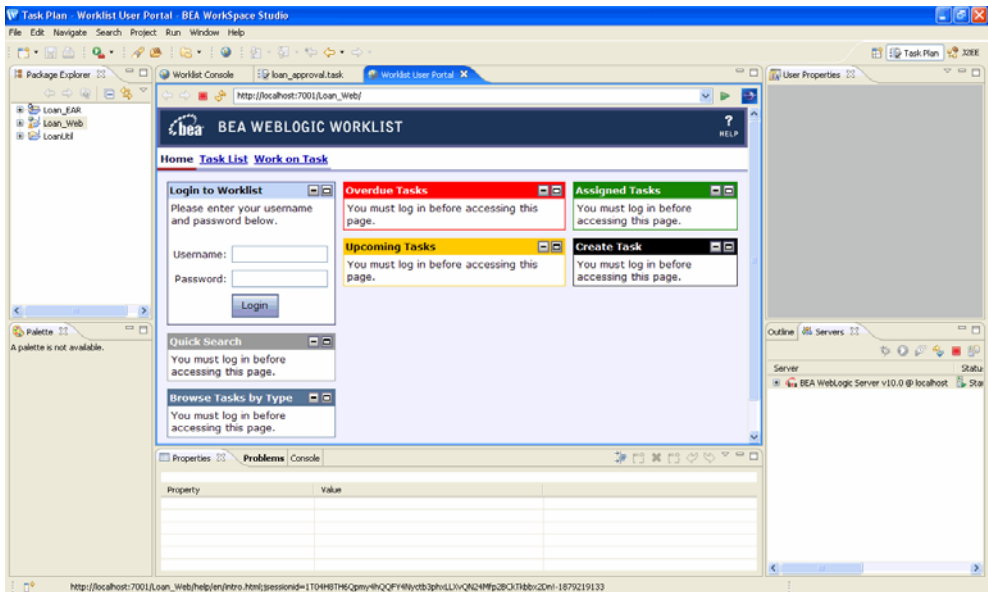 Task Plan - Worklist User Portal - BEA WorkSpace Studio
File Edit Navigate Search Project Run Window Help
Task Plan J2EE
Package Explorer
Loan_EAR
Loan_Web
LoanUtil
Worklist Console loan_approval.task Worklist User Portal
http://localhost:7001/Loan_Web/
bea BEA WEBLOGIC WORKLIST
? HELP
Home Task List Work on Task
Login to Worklist
Please enter your username
and password below.
Username:
Password:
Login
Overdue Tasks
You must log in before accessing this
page.
Assigned Tasks
You must log in before
accessing this page.
Upcoming Tasks
You must log in before accessing this
page.
Create Task
You must log in before
accessing this page.
Quick Search
You must log in before
accessing this page.
Browse Tasks by Type
You must log in before
accessing this page.
User Properties
Palette
A palette is not available.
Outline Servers
Server Statu
BEA WebLogic Server v10.0 @ localhost Star
Properties Problems Console
Property Value